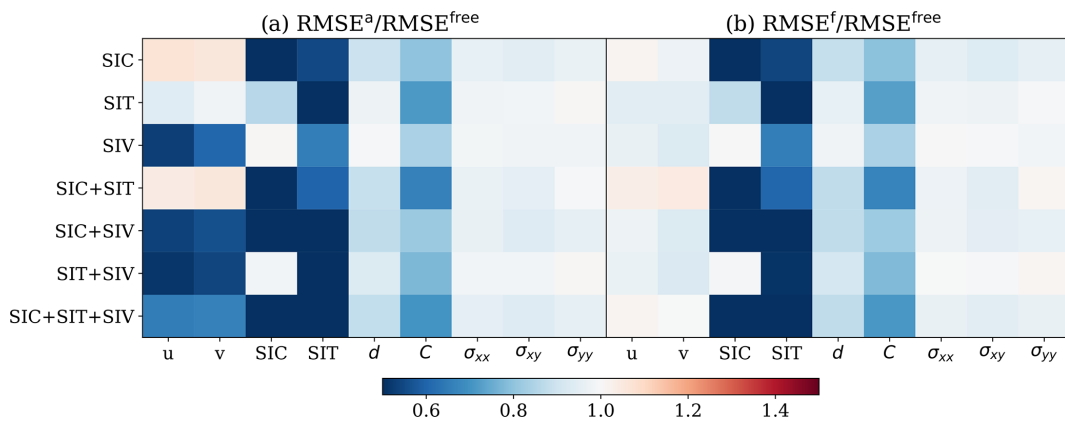 (a) RMSEᵃ/RMSEᶠʳᵉᵉ (b) RMSEᶠ/RMSEᶠʳᵉᵉ
SIC
SIT
SIV
SIC+SIT
SIC+SIV
SIT+SIV
SIC+SIT+SIV
u v SIC SIT d C σxx σxy σyy u v SIC SIT d C σxx σxy σyy
0.6 0.8 1.0 1.2 1.4